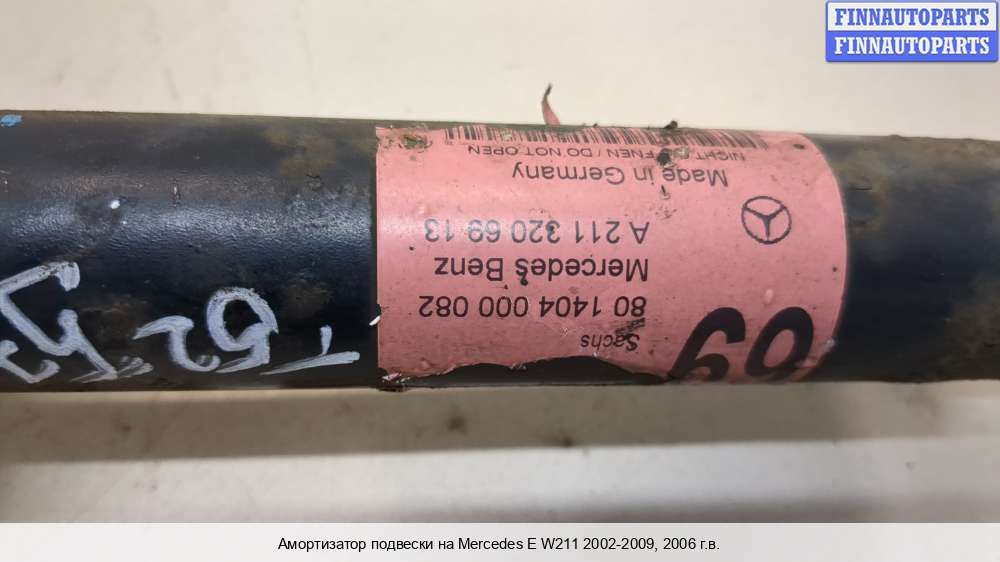 FINNAUTOPARTS
FINNAUTOPARTS
Sachs
80 1404 000 082
Mercedes Benz
A 211 320 69 13
Made in Germany
NICHT ÖFFNEN / DO NOT OPEN
69
Амортизатор подвески на Mercedes E W211 2002-2009, 2006 г.в.